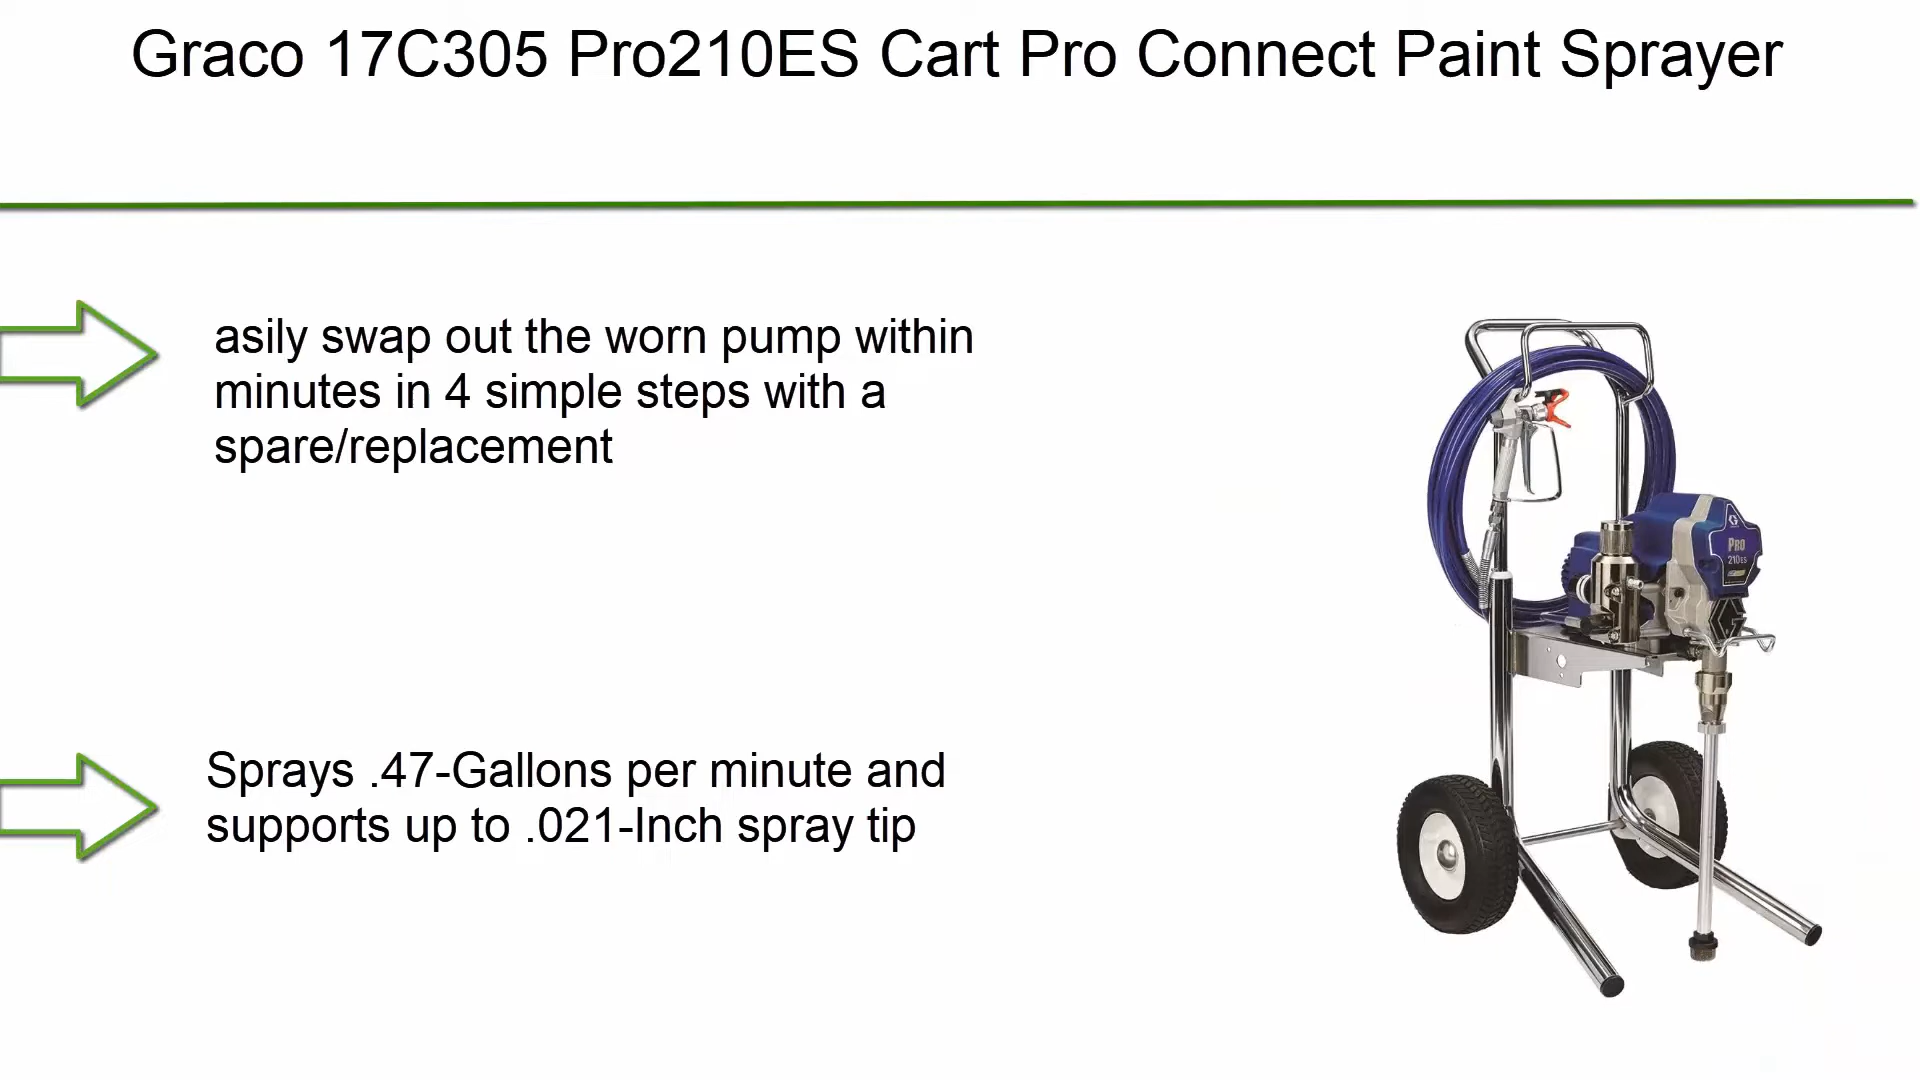 Graco 17C305 Pro210ES Cart Pro Connect Paint Sprayer
asily swap out the worn pump within
minutes in 4 simple steps with a
spare/replacement
Sprays .47-Gallons per minute and
supports up to .021-Inch spray tip
PRO
210ES